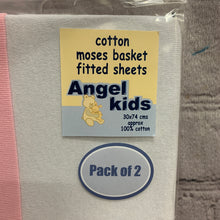 cotton
moses basket
fitted sheets
Angel
kids
30x74 cms
approx
100% cotton
Pack of 2